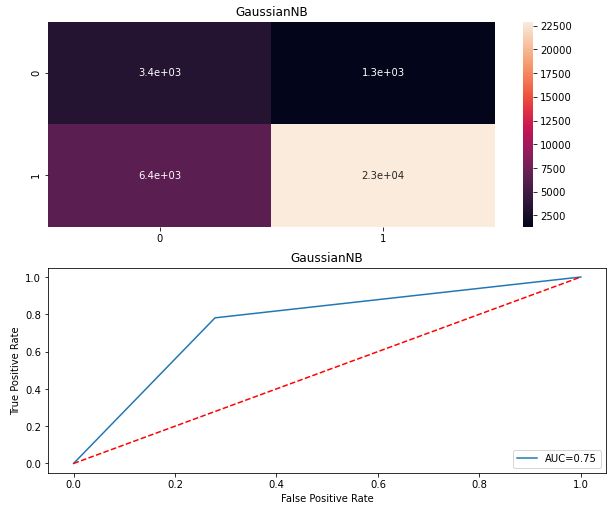 GaussianNB
0
3.4e+03
1.3e+03
1
6.4e+03
2.3e+04
0
1
22500
20000
17500
15000
12500
10000
7500
5000
2500
GaussianNB
True Positive Rate
1.0
0.8
0.6
0.4
0.2
0.0
AUC=0.75
0.0
0.2
0.4
0.6
0.8
1.0
False Positive Rate